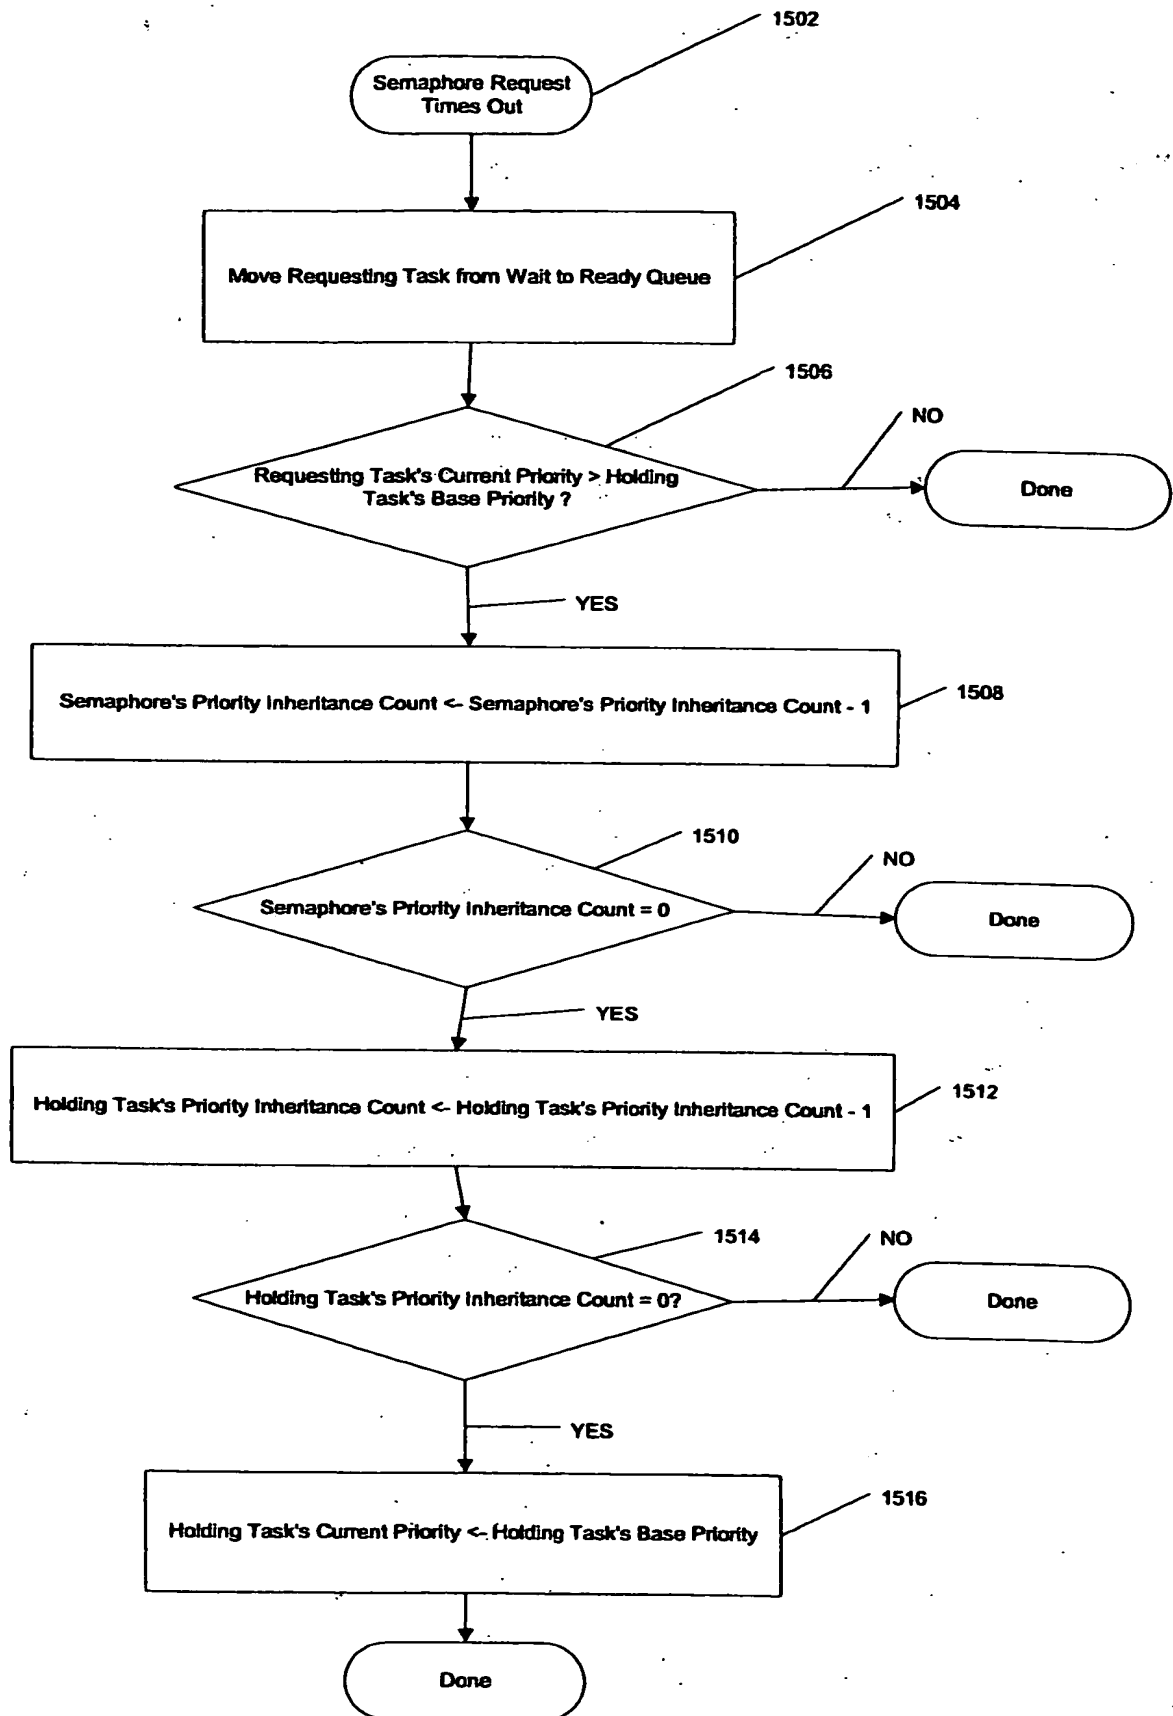 1502
Semaphore Request
Times Out
1504
Move Requesting Task from Wait to Ready Queue
1506
NO
Requesting Task's Current Priority > Holding
Task's Base Priority ?
Done
YES
1508
Semaphore's Priority Inheritance Count <- Semaphore's Priority Inheritance Count - 1
1510
NO
Semaphore's Priority Inheritance Count = 0
Done
YES
1512
Holding Task's Priority Inheritance Count <- Holding Task's Priority Inheritance Count - 1
1514
NO
Holding Task's Priority Inheritance Count = 0?
Done
YES
1516
Holding Task's Current Priority <- Holding Task's Base Priority
Done